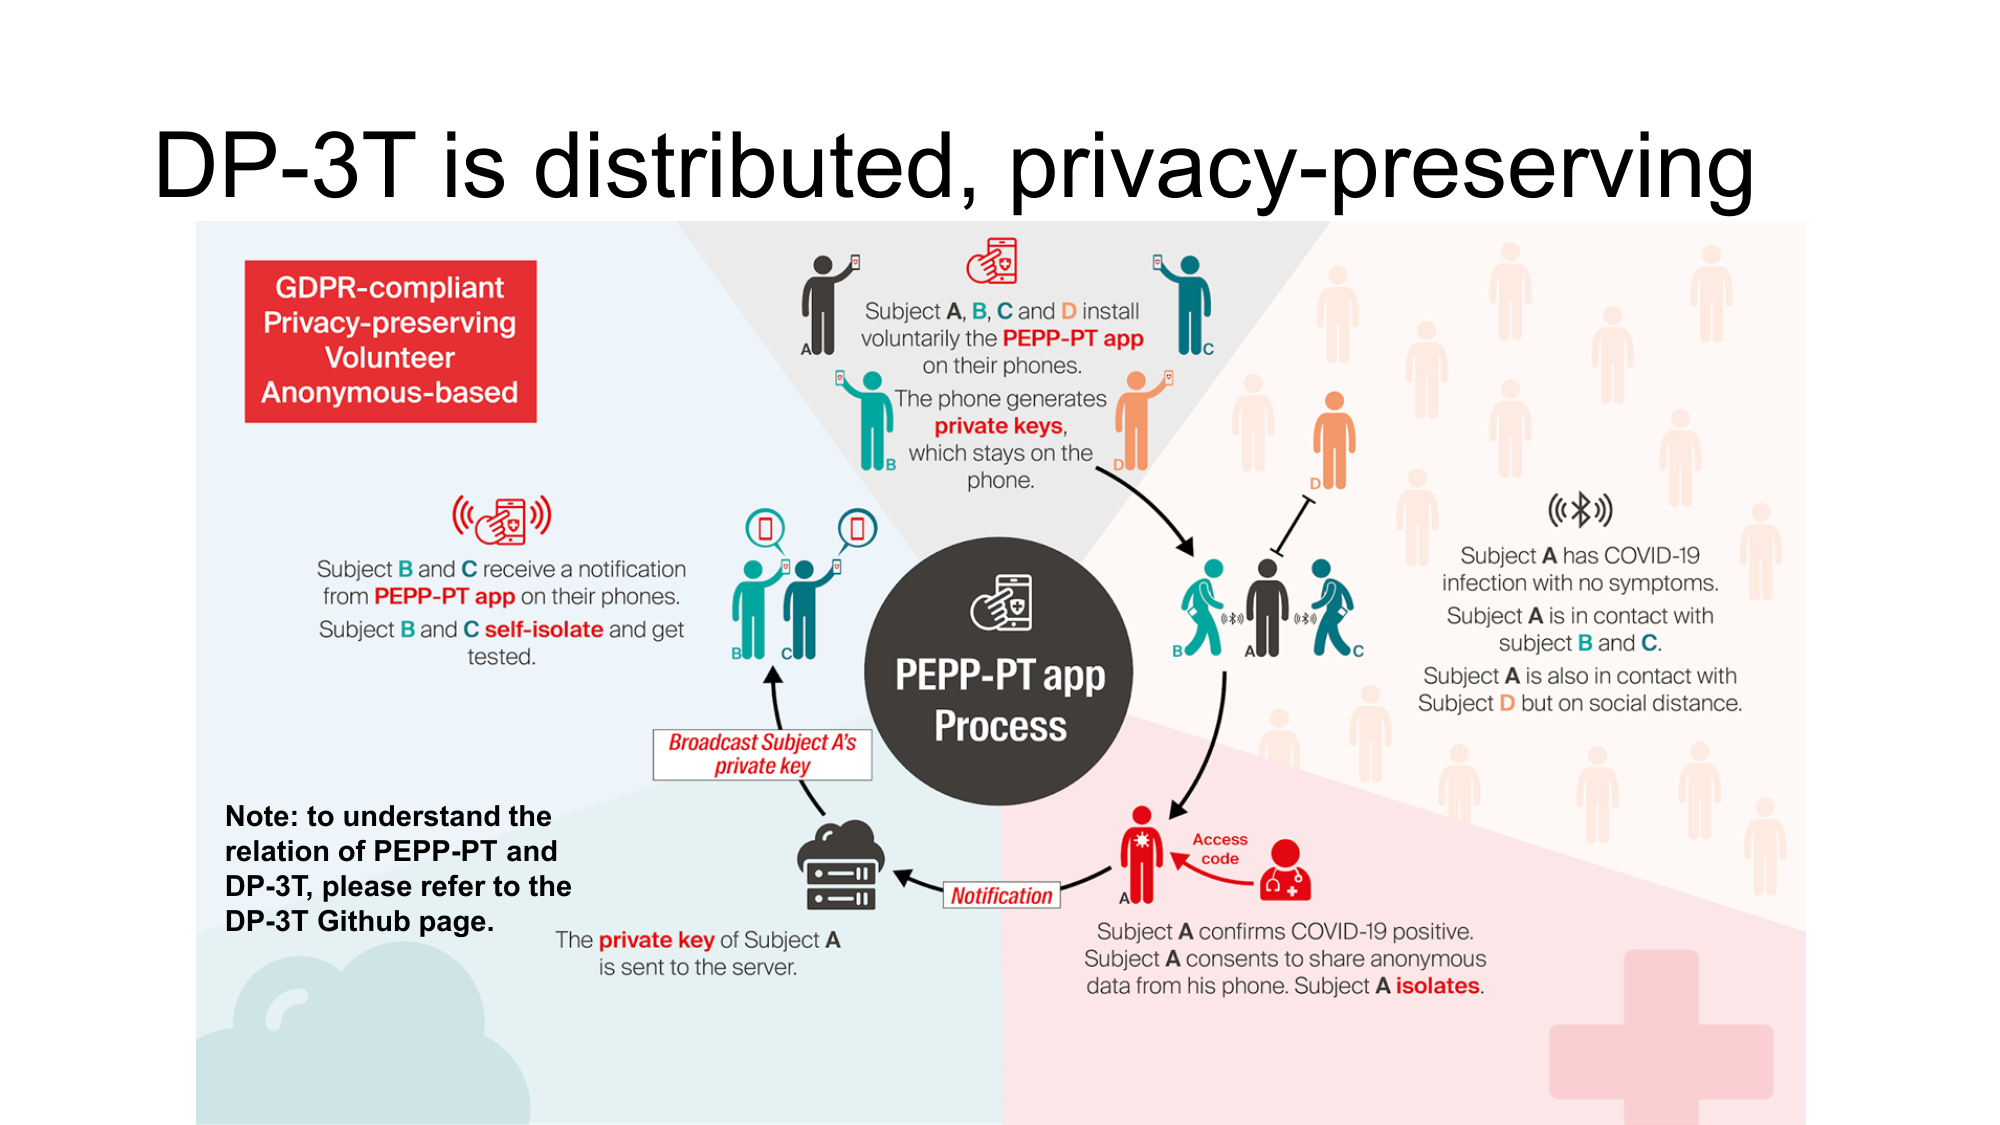 DP-3T is distributed, privacy-preserving
GDPR-compliant
Privacy-preserving
Volunteer
Anonymous-based
A
C
B
D
Subject A, B, C and D install
voluntarily the PEPP-PT app
on their phones.
The phone generates
private keys,
which stays on the
phone.
D
B
A
C
Subject A has COVID-19
infection with no symptoms.
Subject A is in contact with
subject B and C.
Subject A is also in contact with
Subject D but on social distance.
Access
code
A
Subject A confirms COVID-19 positive.
Subject A consents to share anonymous
data from his phone. Subject A isolates.
Notification
The private key of Subject A
is sent to the server.
Broadcast Subject A's
private key
B
C
Subject B and C receive a notification
from PEPP-PT app on their phones.
Subject B and C self-isolate and get
tested.
PEPP-PT app
Process
Note: to understand the
relation of PEPP-PT and
DP-3T, please refer to the
DP-3T Github page.